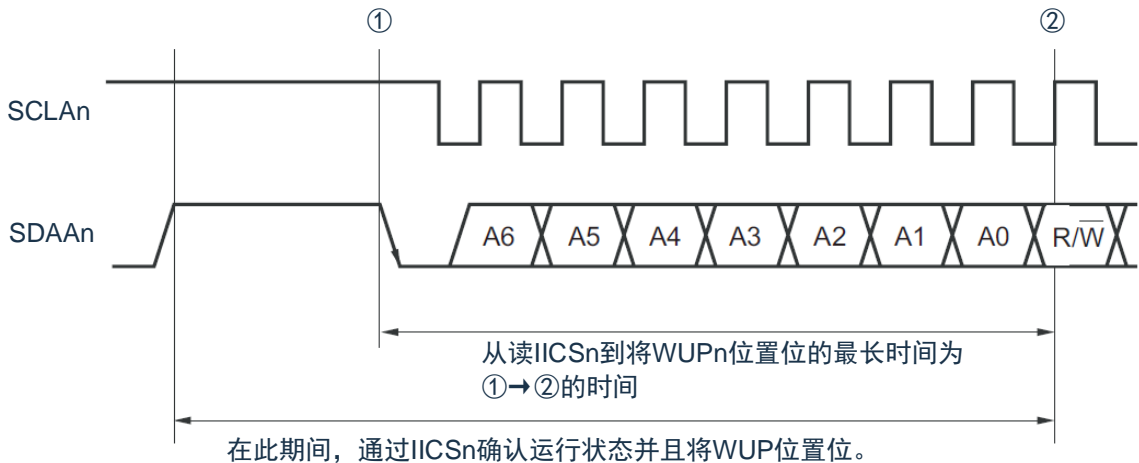 ① ②
SCLAn
SDAAn A6 A5 A4 A3 A2 A1 A0 R/W̅
从读IICSn到将WUPn位置位的最长时间为
①→②的时间
在此期间，通过IICSn确认运行状态并且将WUP位置位。